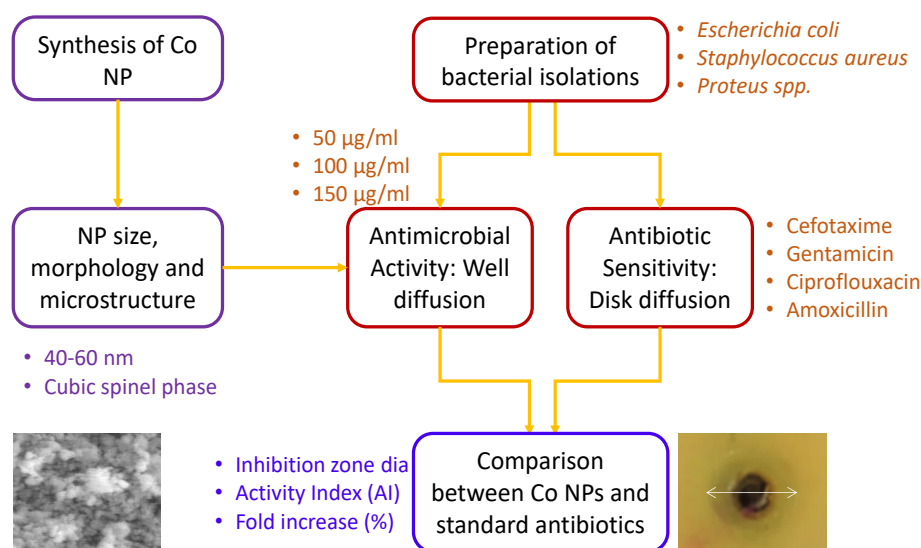 Synthesis of Co
NP
Preparation of
bacterial isolations
• Escherichia coli
• Staphylococcus aureus
• Proteus spp.
• 50 µg/ml
• 100 µg/ml
• 150 µg/ml
NP size,
morphology and
microstructure
Antimicrobial
Activity: Well
diffusion
Antibiotic
Sensitivity:
Disk diffusion
• Cefotaxime
• Gentamicin
• Ciproflouxacin
• Amoxicillin
• 40-60 nm
• Cubic spinel phase
• Inhibition zone dia
• Activity Index (AI)
• Fold increase (%)
Comparison
between Co NPs and
standard antibiotics